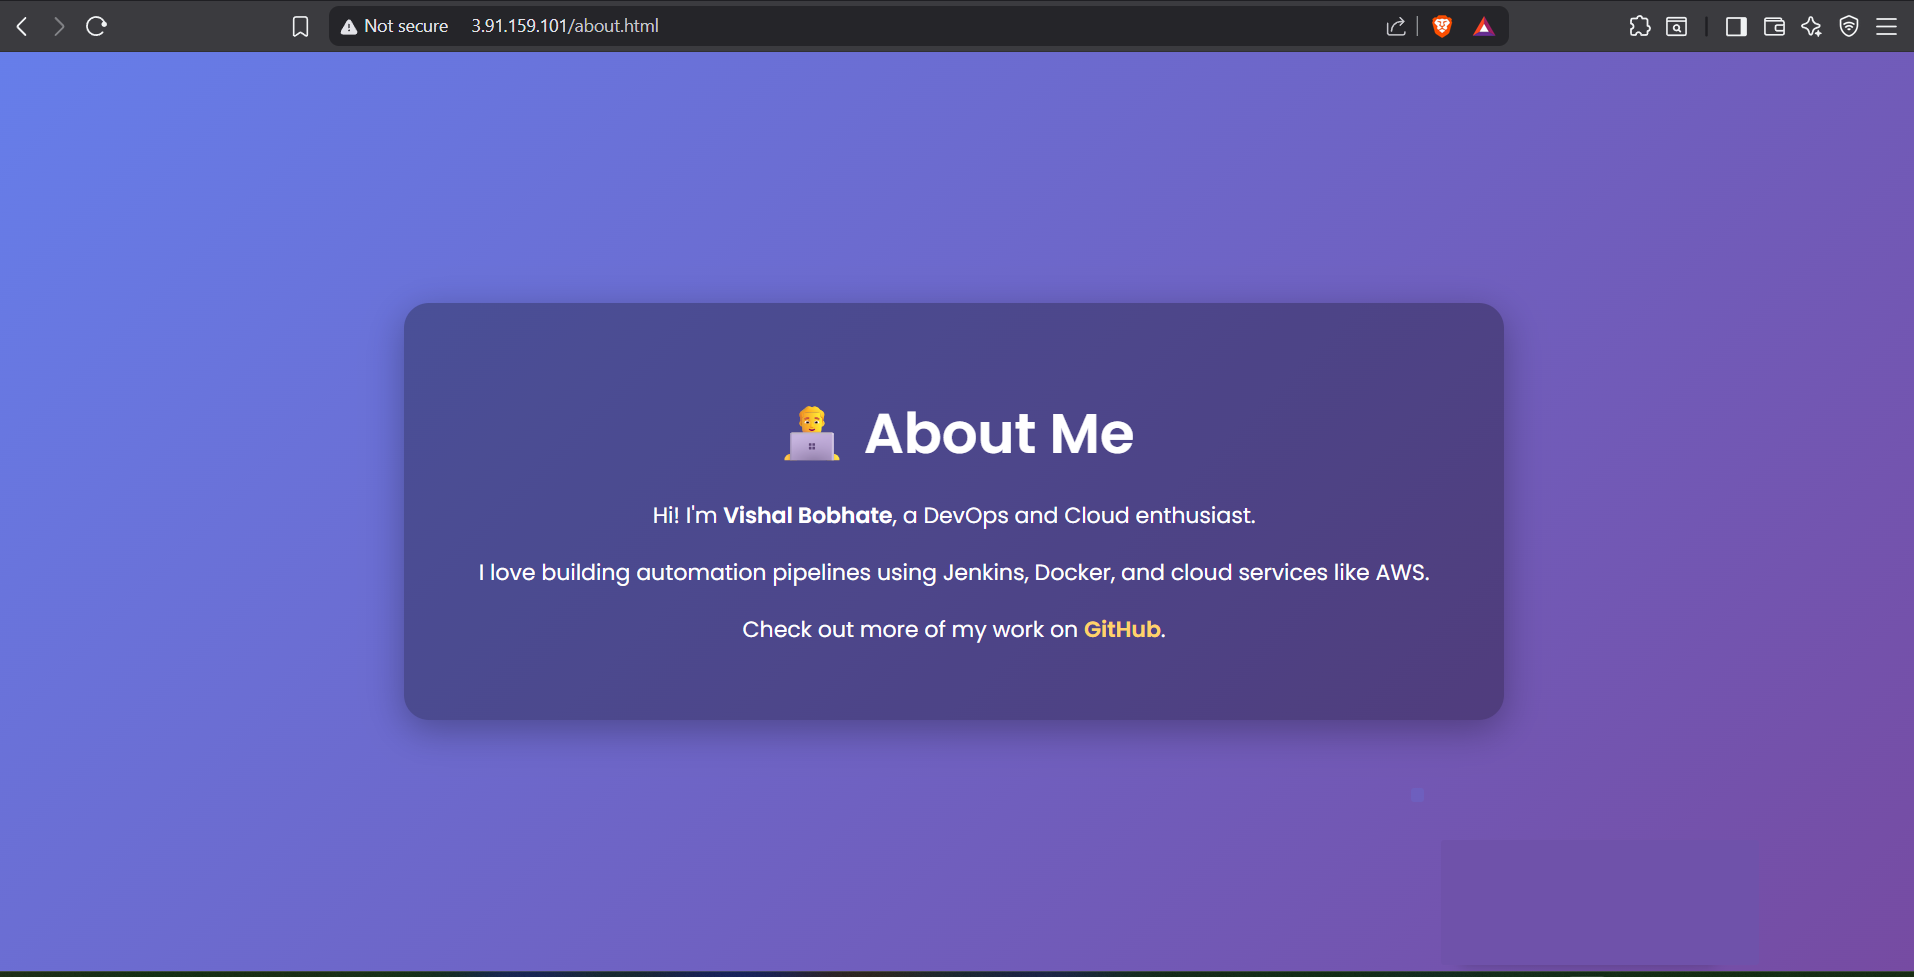 Not secure 3.91.159.101/about.html
About Me
Hi! I'm Vishal Bobhate, a DevOps and Cloud enthusiast.
I love building automation pipelines using Jenkins, Docker, and cloud services like AWS.
Check out more of my work on GitHub.